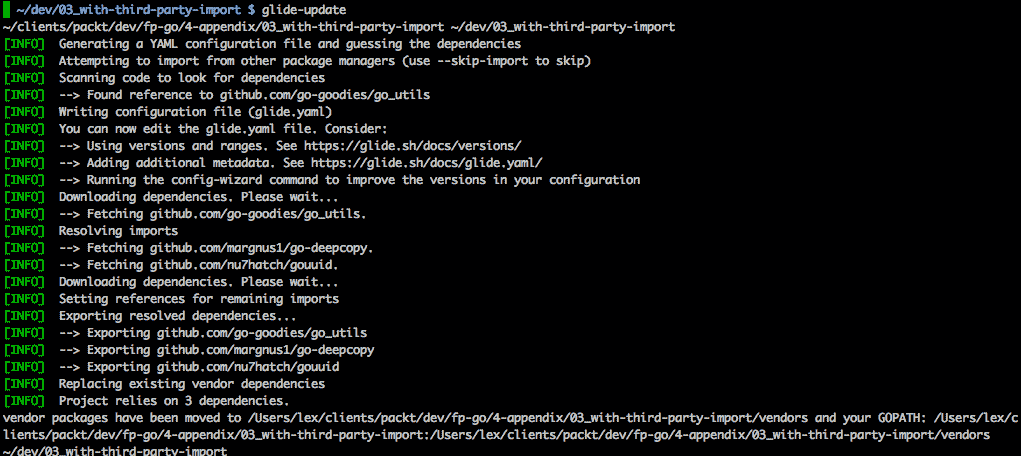 ~/dev/03_with-third-party-import $ glide-update
~/clients/packt/dev/fp-go/4-appendix/03_with-third-party-import ~/dev/03_with-third-party-import
[INFO] Generating a YAML configuration file and guessing the dependencies
[INFO] Attempting to import from other package managers (use --skip-import to skip)
[INFO] Scanning code to look for dependencies
[INFO] --> Found reference to github.com/go-goodies/go_utils
[INFO] Writing configuration file (glide.yaml)
[INFO] You can now edit the glide.yaml file. Consider:
[INFO] --> Using versions and ranges. See https://glide.sh/docs/versions/
[INFO] --> Adding additional metadata. See https://glide.sh/docs/glide.yaml/
[INFO] --> Running the config-wizard command to improve the versions in your configuration
[INFO] Downloading dependencies. Please wait...
[INFO] --> Fetching github.com/go-goodies/go_utils.
[INFO] Resolving imports
[INFO] --> Fetching github.com/margnus1/go-deepcopy.
[INFO] --> Fetching github.com/nu7hatch/gouuid.
[INFO] Downloading dependencies. Please wait...
[INFO] Setting references for remaining imports
[INFO] Exporting resolved dependencies...
[INFO] --> Exporting github.com/go-goodies/go_utils
[INFO] --> Exporting github.com/margnus1/go-deepcopy
[INFO] --> Exporting github.com/nu7hatch/gouuid
[INFO] Replacing existing vendor dependencies
[INFO] Project relies on 3 dependencies.
vendor packages have been moved to /Users/lex/clients/packt/dev/fp-go/4-appendix/03_with-third-party-import/vendors and your GOPATH: /Users/lex/c
lients/packt/dev/fp-go/4-appendix/03_with-third-party-import:/Users/lex/clients/packt/dev/fp-go/4-appendix/03_with-third-party-import/vendors
~/dev/03_with-third-party-import